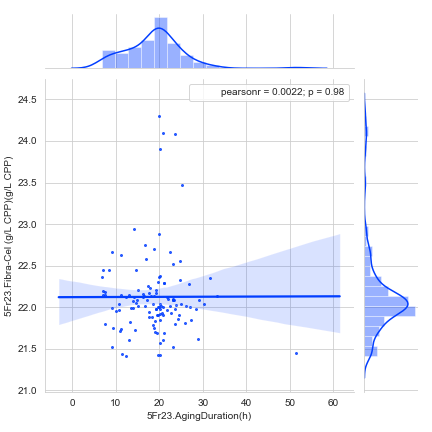 pearsonr = 0.0022; p = 0.98
24.5
24.0
23.5
23.0
22.5
22.0
21.5
21.0
5Fr23.Fibra-Cel (g/L CPP)(g/L CPP)
0 10 20 30 40 50 60
5Fr23.AgingDuration(h)